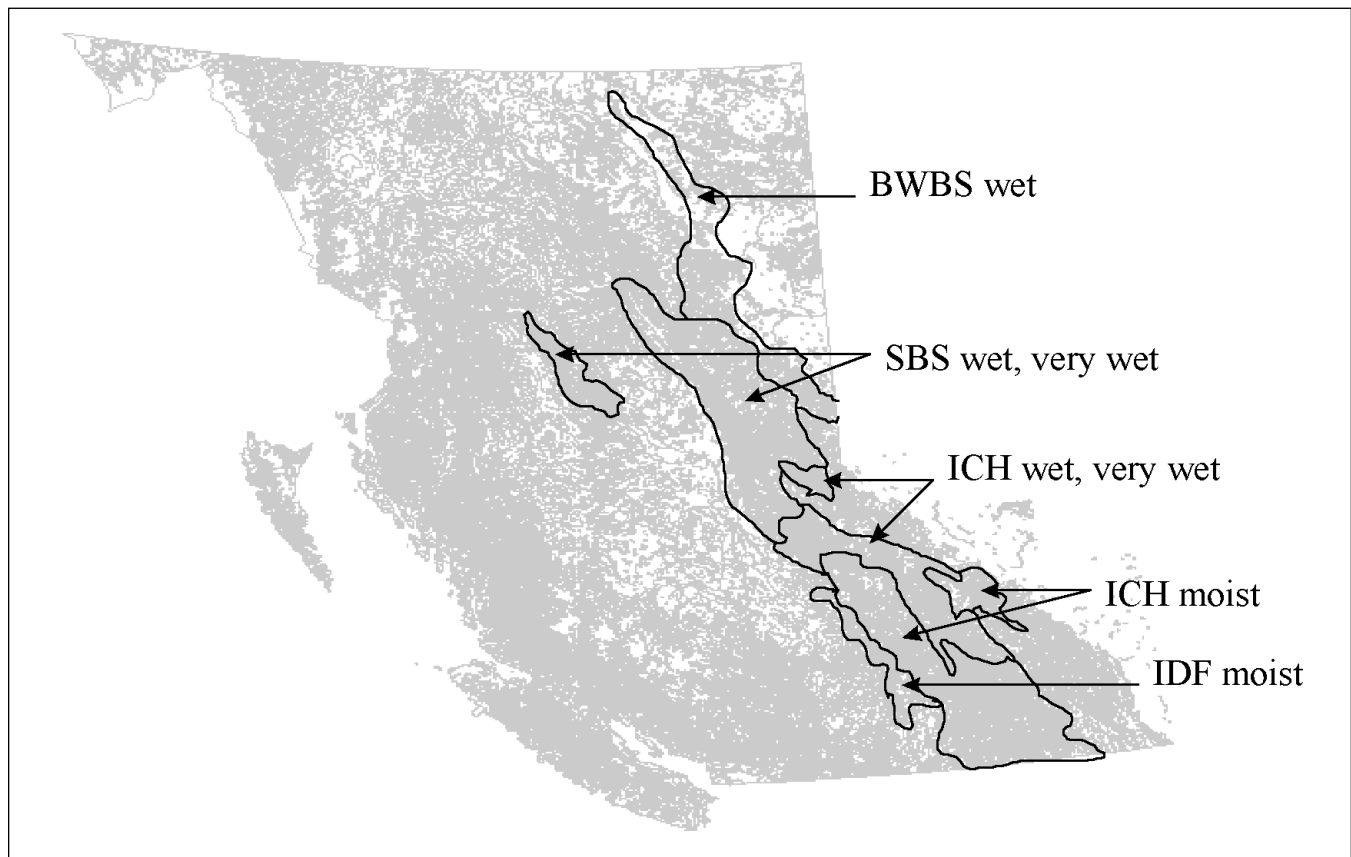 BWBS wet
SBS wet, very wet
ICH wet, very wet
ICH moist
IDF moist